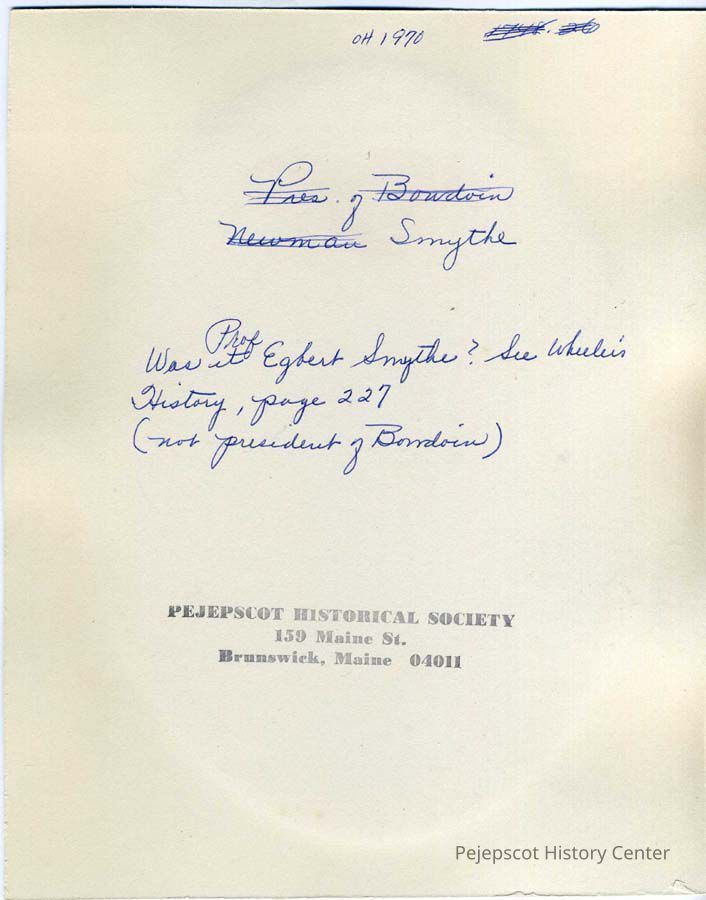 OH 1970
Pres. of Bowdoin
Newman Smythe
Was it Prof Egbert Smythe? See Wheeler's
History, page 227
(not president of Bowdoin)
PEJEPSCOT HISTORICAL SOCIETY
159 Maine St.
Brunswick, Maine 04011
Pejepscot History Center